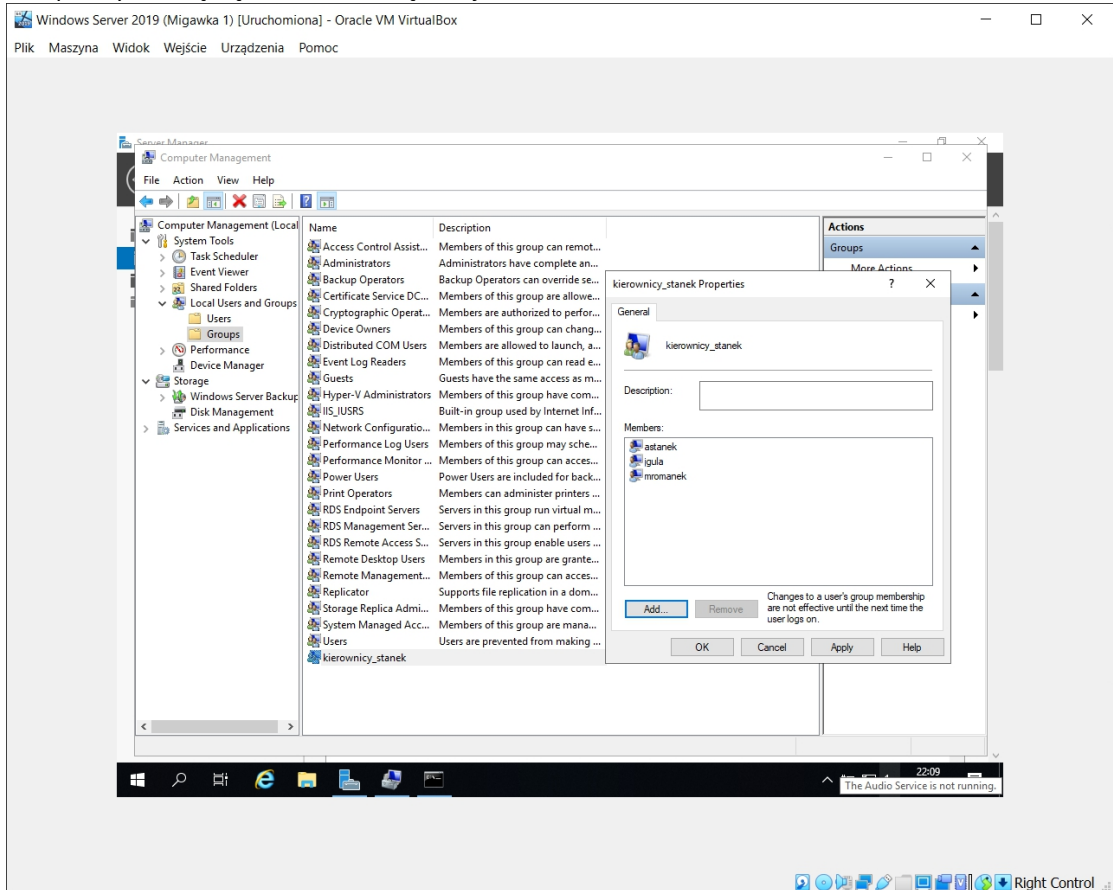 Windows Server 2019 (Migawka 1) [Uruchomiona] - Oracle VM VirtualBox
Plik Maszyna Widok Wejście Urządzenia Pomoc
Server Manager
Computer Management
File Action View Help
Computer Management (Local
System Tools
Task Scheduler
Event Viewer
Shared Folders
Local Users and Groups
Users
Groups
Performance
Device Manager
Storage
Windows Server Backup
Disk Management
Services and Applications
Name Description
Access Control Assist... Members of this group can remot...
Administrators Administrators have complete an...
Backup Operators Backup Operators can override se...
Certificate Service DC... Members of this group are allowe...
Cryptographic Operat... Members are authorized to perfor...
Device Owners Members of this group can chang...
Distributed COM Users Members are allowed to launch, a...
Event Log Readers Members of this group can read e...
Guests Guests have the same access as m...
Hyper-V Administrators Members of this group have com...
IIS_IUSRS Built-in group used by Internet Inf...
Network Configuratio... Members in this group can have s...
Performance Log Users Members of this group may sche...
Performance Monitor ... Members of this group can acces...
Power Users Power Users are included for back...
Print Operators Members can administer printers ...
RDS Endpoint Servers Servers in this group run virtual m...
RDS Management Ser... Servers in this group can perform ...
RDS Remote Access S... Servers in this group enable users ...
Remote Desktop Users Members in this group are grante...
Remote Management... Members of this group can acces...
Replicator Supports file replication in a dom...
Storage Replica Admi... Members of this group have com...
System Managed Acc... Members of this group are mana...
Users Users are prevented from making ...
kierownicy_stanek
Actions
Groups
More Actions
kierownicy_stanek Properties
General
kierownicy_stanek
Description:
Members:
astanek
jgula
mromanek
Add... Remove
Changes to a user's group membership
are not effective until the next time the
user logs on.
OK Cancel Apply Help
22:09
The Audio Service is not running.
Right Control